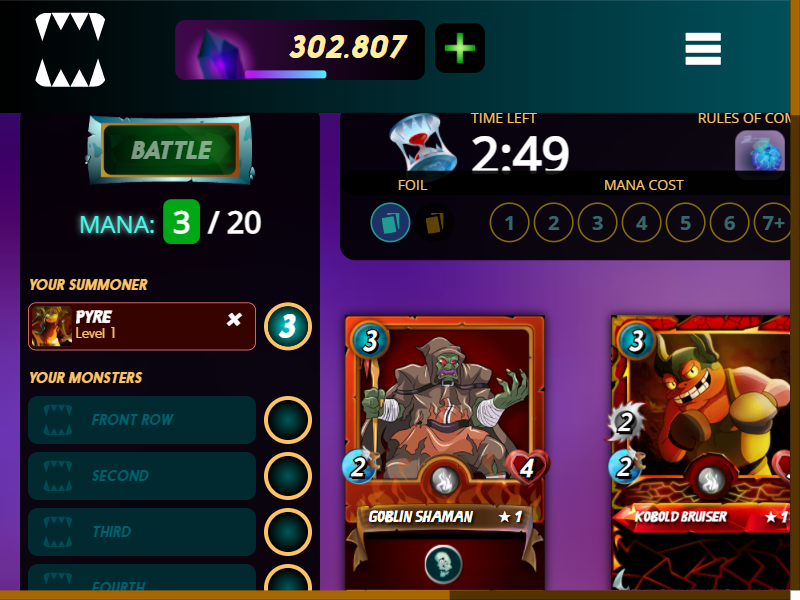 302.807
BATTLE
MANA: 3 / 20
YOUR SUMMONER
PYRE
Level 1
3
YOUR MONSTERS
FRONT ROW
SECOND
THIRD
FOURTH
TIME LEFT
2:49
RULES OF COM
FOIL
MANA COST
1 2 3 4 5 6 7+
3
2
4
GOBLIN SHAMAN ★ 1
3
2
2
KOBOLD BRUISER ★ 1